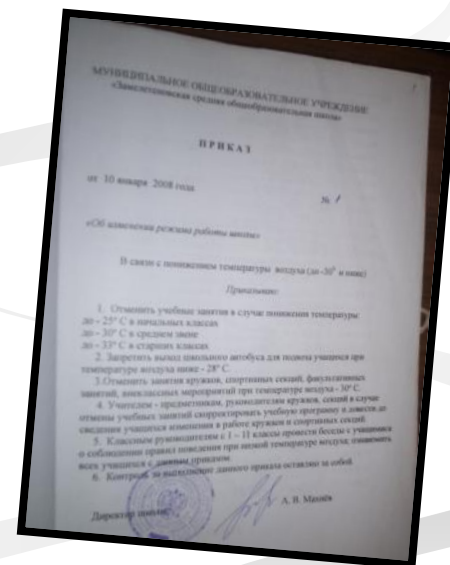 МУНИЦИПАЛЬНОЕ ОБЩЕОБРАЗОВАТЕЛЬНОЕ УЧРЕЖДЕНИЕ
средняя общеобразовательная школа»
ПРИКАЗ
от 10 января 2008 года
№ 1
«Об изменении режима работы школы»
В связи с понижением температуры воздуха (до -30⁰ и ниже)
Приказываю:
1. Отменить учебные занятия в случае понижения температуры:
до - 25° С в начальных классах
до - 30° С в среднем звене
до - 33° С в старших классах
2. Запретить выход школьного автобуса для подвоза учащихся при
температуре воздуха ниже - 28° С.
3.Отменить занятия кружков, спортивных секций, факультативных
занятий, внеклассных мероприятий при температуре воздуха - 30° С.
4. Учителям - предметникам, руководителям кружков, секций в случае
отмены учебных занятий скорректировать учебную программу и довести до
сведения учащихся изменения в работе кружков и спортивных секций.
5. Классным руководителям с 1 – 11 классы провести беседы с учащимися
о соблюдении правил поведения при низкой температуре воздуха, ознакомить
всех учащихся с данным приказом.
6. Контроль за выполнение данного приказа оставляю за собой.
Директор школы:
А. В.